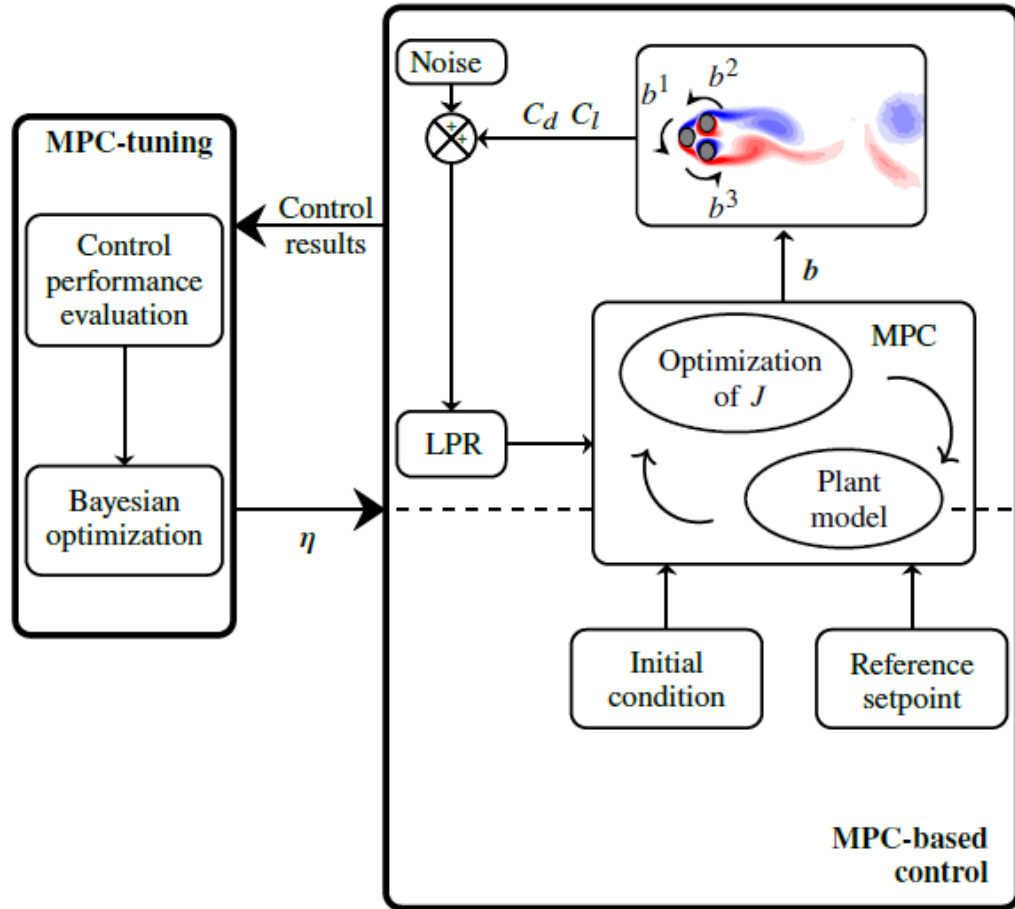 MPC-tuning
Control
performance
evaluation
Bayesian
optimization
Control
results
η
Noise
+
+
C_d C_l
b^1
b^2
b^3
b
LPR
MPC
Optimization
of J
Plant
model
Initial
condition
Reference
setpoint
MPC-based
control